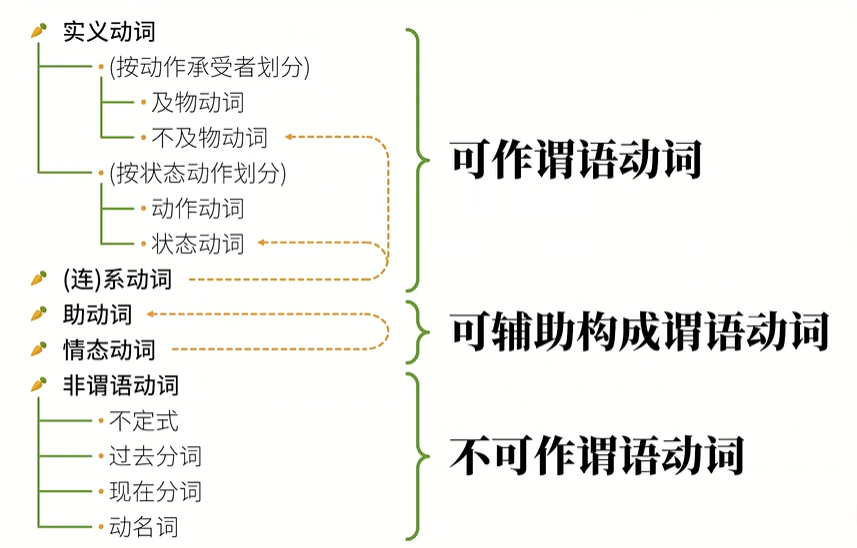 实义动词
(按动作承受者划分)
及物动词
不及物动词
(按状态动作划分)
动作动词
状态动词
(连)系动词
可作谓语动词
助动词
情态动词
可辅助构成谓语动词
非谓语动词
不定式
过去分词
现在分词
动名词
不可作谓语动词